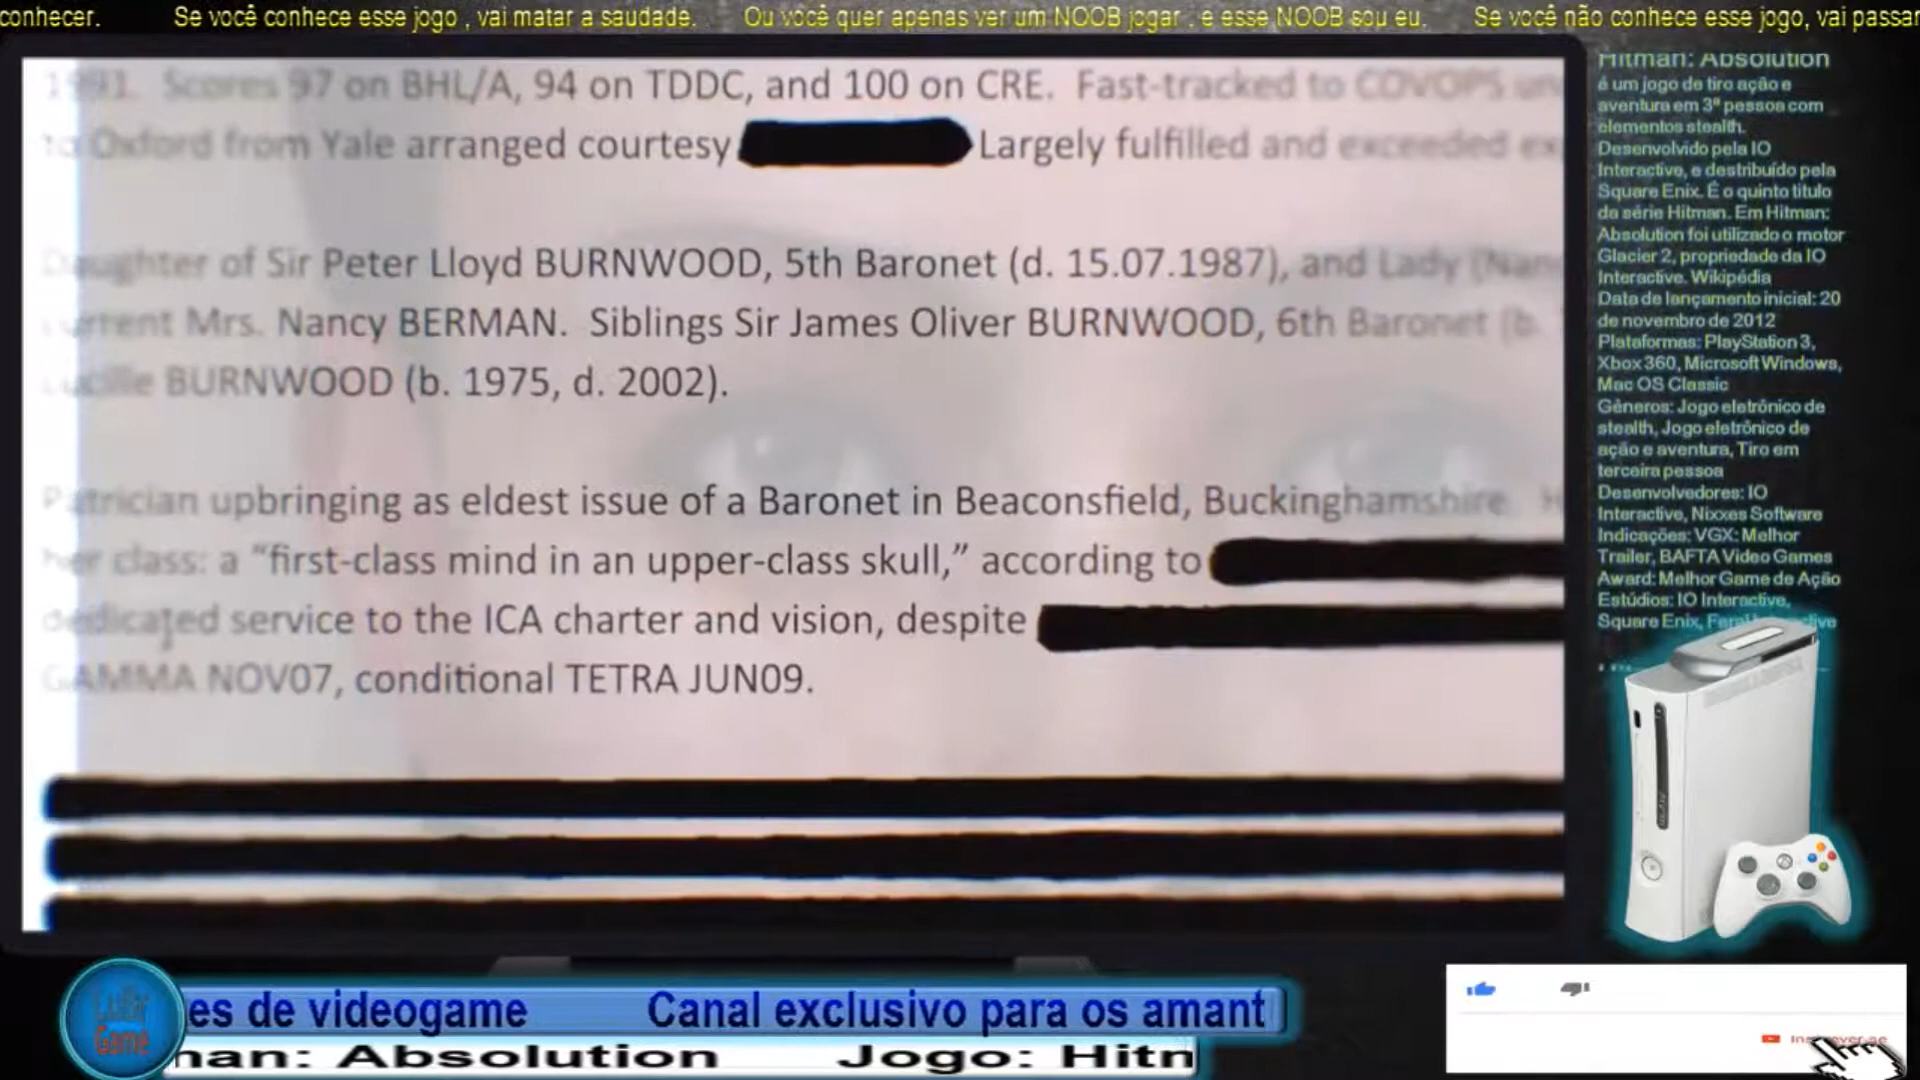 conhecer. Se você conhece esse jogo , vai matar a saudade. Ou você quer apenas ver um NOOB jogar . e esse NOOB sou eu. Se você não conhece esse jogo, vai passar
1991. Scores 97 on BHL/A, 94 on TDDC, and 100 on CRE. Fast-tracked to COVOPS
to Oxford from Yale arranged courtesy Largely fulfilled and exceeded
Daughter of Sir Peter Lloyd BURNWOOD, 5th Baronet (d. 15.07.1987), and Lady
current Mrs. Nancy BERMAN. Siblings Sir James Oliver BURNWOOD, 6th Baronet (b.
Lucille BURNWOOD (b. 1975, d. 2002).
Patrician upbringing as eldest issue of a Baronet in Beaconsfield, Buckinghamshire.
her class: a “first-class mind in an upper-class skull,” according to
dedicated service to the ICA charter and vision, despite
GAMMA NOV07, conditional TETRA JUN09.
Hitman: Absolution
é um jogo de tiro ação e
aventura em 3ª pessoa com
elementos stealth.
Desenvolvido pela IO
Interactive, e destribuído pela
Square Enix. É o quinto titulo
da série Hitman. Em Hitman:
Absolution foi utilizado o motor
Glacier 2, propriedade da IO
Interactive. Wikipédia
Data de lançamento inicial: 20
de novembro de 2012
Plataformas: PlayStation 3,
Xbox 360, Microsoft Windows,
Mac OS Classic
Gêneros: Jogo eletrônico de
stealth, Jogo eletrônico de
ação e aventura, Tiro em
terceira pessoa
Desenvolvedores: IO
Interactive, Nixxes Software
Indicações: VGX: Melhor
Trailer, BAFTA Video Games
Award: Melhor Game de Ação
Estúdios: IO Interactive,
Square Enix,
es de videogame Canal exclusivo para os amant
Game
man: Absolution Jogo: Hitn